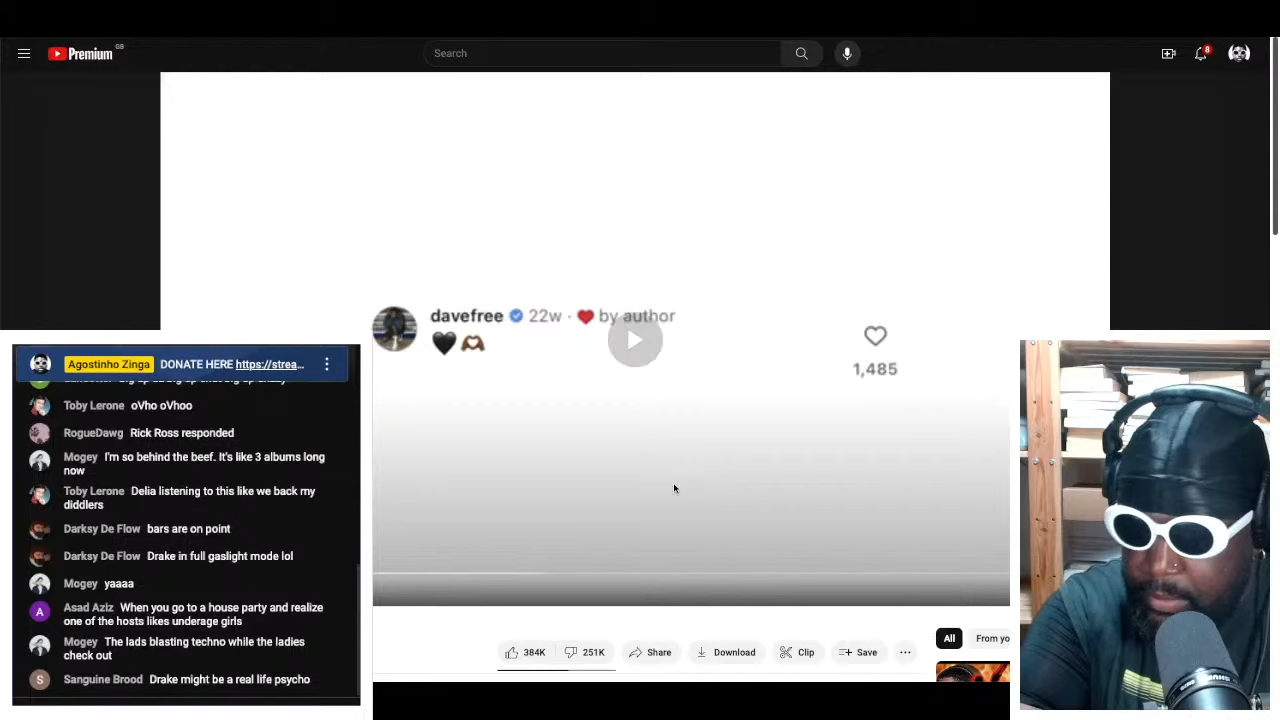 Premium GB
Search
8
davefree 22w · ❤️ by author
🖤 🫶🏾
1,485
Agostinho Zinga DONATE HERE https://strea...
Toby Lerone oVho oVhoo
RogueDawg Rick Ross responded
Mogey I'm so behind the beef. It's like 3 albums long
now
Toby Lerone Delia listening to this like we back my
diddlers
Darksy De Flow bars are on point
Darksy De Flow Drake in full gaslight mode lol
Mogey yaaaa
A Asad Aziz When you go to a house party and realize
one of the hosts likes underage girls
Mogey The lads blasting techno while the ladies
check out
S Sanguine Brood Drake might be a real life psycho
384K 251K Share Download Clip Save ...
All From yo